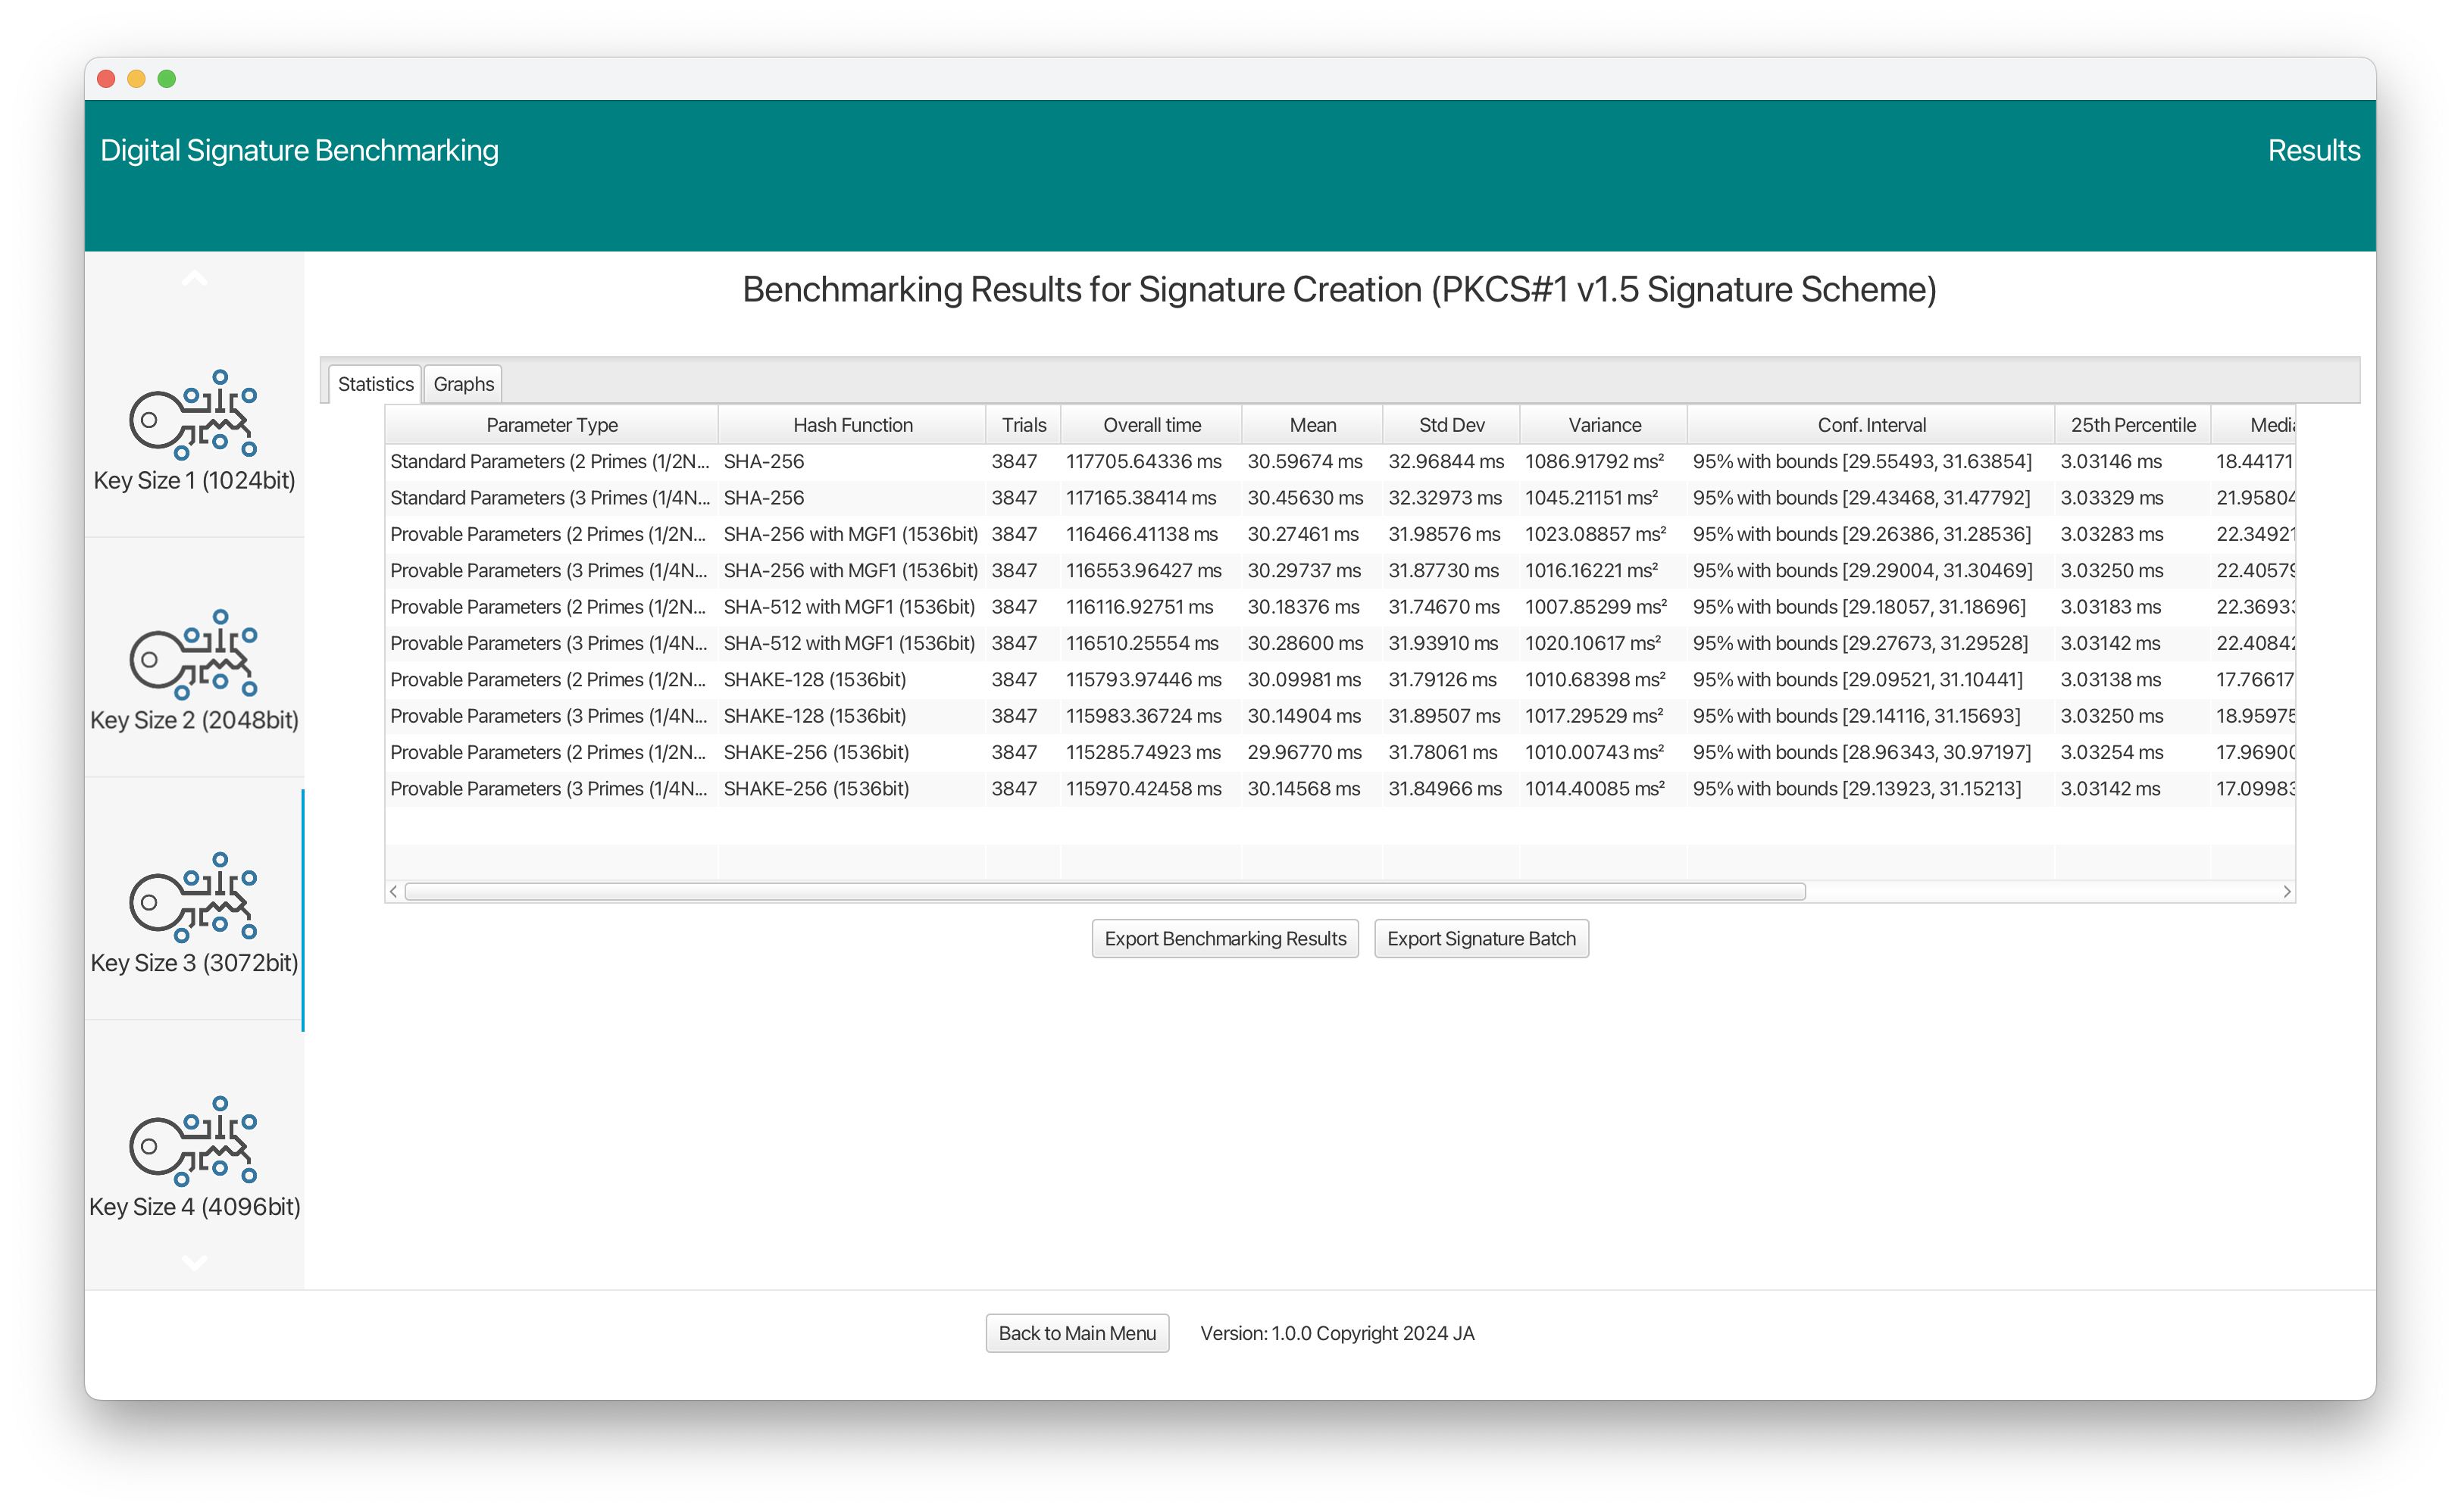 Digital Signature Benchmarking
Results
Key Size 1 (1024bit)
Key Size 2 (2048bit)
Key Size 3 (3072bit)
Key Size 4 (4096bit)
Benchmarking Results for Signature Creation (PKCS#1 v1.5 Signature Scheme)
Statistics Graphs
Parameter Type Hash Function Trials Overall time Mean Std Dev Variance Conf. Interval 25th Percentile
Standard Parameters (2 Primes (1/2N... SHA-256 3847 117705.64336 ms 30.59674 ms 32.96844 ms 1086.91792 ms² 95% with bounds [29.55493, 31.63854] 3.03146 ms 18.44171
Standard Parameters (3 Primes (1/4N... SHA-256 3847 117165.38414 ms 30.45630 ms 32.32973 ms 1045.21151 ms² 95% with bounds [29.43468, 31.47792] 3.03329 ms 21.95804
Provable Parameters (2 Primes (1/2N... SHA-256 with MGF1 (1536bit) 3847 116466.41138 ms 30.27461 ms 31.98576 ms 1023.08857 ms² 95% with bounds [29.26386, 31.28536] 3.03283 ms 22.34921
Provable Parameters (3 Primes (1/4N... SHA-256 with MGF1 (1536bit) 3847 116553.96427 ms 30.29737 ms 31.87730 ms 1016.16221 ms² 95% with bounds [29.29004, 31.30469] 3.03250 ms 22.40579
Provable Parameters (2 Primes (1/2N... SHA-512 with MGF1 (1536bit) 3847 116116.92751 ms 30.18376 ms 31.74670 ms 1007.85299 ms² 95% with bounds [29.18057, 31.18696] 3.03183 ms 22.36933
Provable Parameters (3 Primes (1/4N... SHA-512 with MGF1 (1536bit) 3847 116510.25554 ms 30.28600 ms 31.93910 ms 1020.10617 ms² 95% with bounds [29.27673, 31.29528] 3.03142 ms 22.40842
Provable Parameters (2 Primes (1/2N... SHAKE-128 (1536bit) 3847 115793.97446 ms 30.09981 ms 31.79126 ms 1010.68398 ms² 95% with bounds [29.09521, 31.10441] 3.03138 ms 17.76617
Provable Parameters (3 Primes (1/4N... SHAKE-128 (1536bit) 3847 115983.36724 ms 30.14904 ms 31.89507 ms 1017.29529 ms² 95% with bounds [29.14116, 31.15693] 3.03250 ms 18.95975
Provable Parameters (2 Primes (1/2N... SHAKE-256 (1536bit) 3847 115285.74923 ms 29.96770 ms 31.78061 ms 1010.00743 ms² 95% with bounds [28.96343, 30.97197] 3.03254 ms 17.96900
Provable Parameters (3 Primes (1/4N... SHAKE-256 (1536bit) 3847 115970.42458 ms 30.14568 ms 31.84966 ms 1014.40085 ms² 95% with bounds [29.13923, 31.15213] 3.03142 ms 17.09983
Export Benchmarking Results Export Signature Batch
Back to Main Menu Version: 1.0.0 Copyright 2024 JA